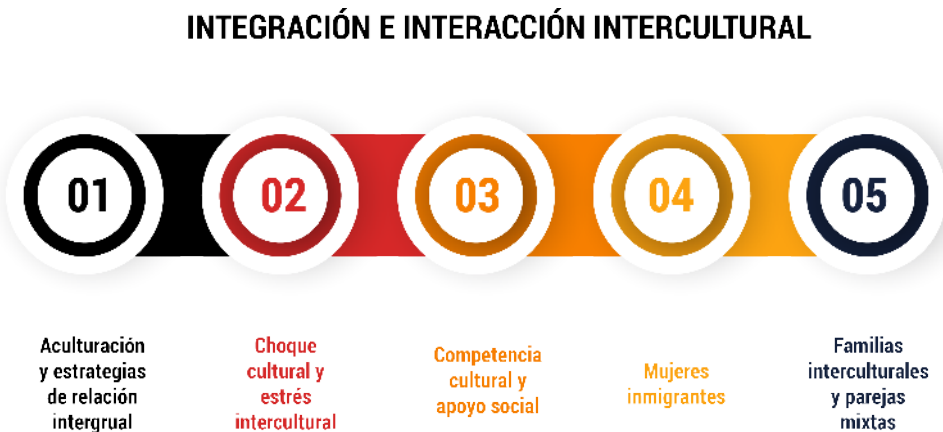 INTEGRACIÓN E INTERACCIÓN INTERCULTURAL
01
02
03
04
05
Aculturación
y estrategias
de relación
intergrual
Choque
cultural y
estrés
intercultural
Competencia
cultural y
apoyo social
Mujeres
inmigrantes
Familias
interculturales
y parejas
mixtas